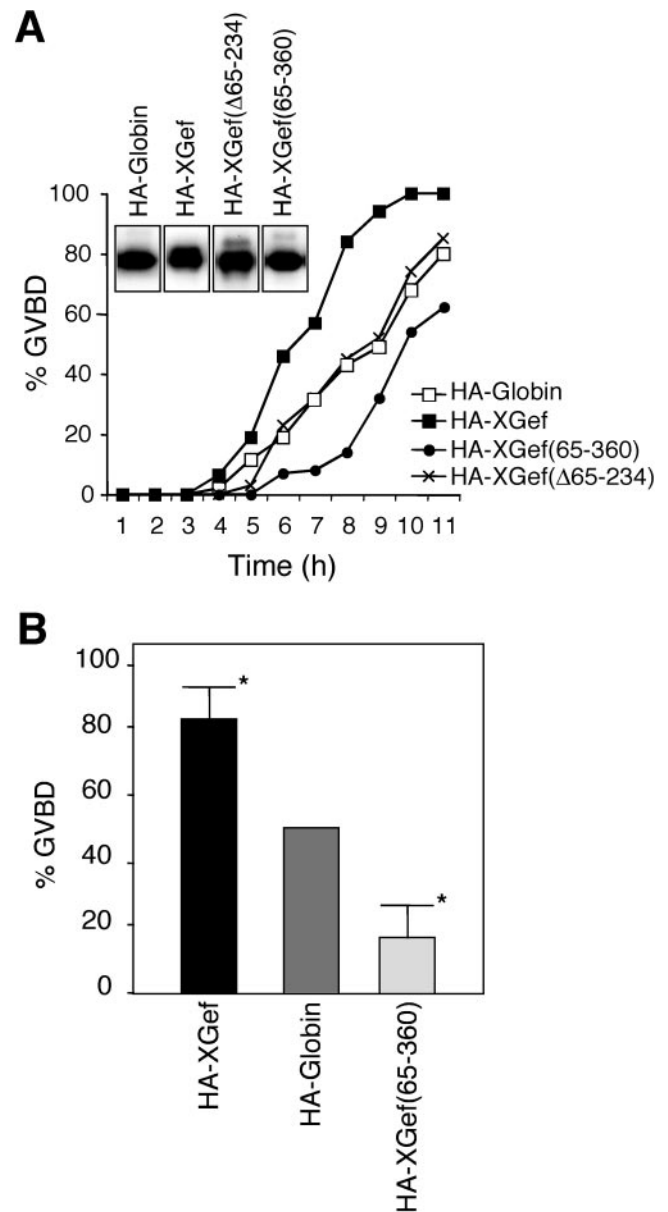 A
HA-Globin
HA-XGef
HA-XGef(Δ65-234)
HA-XGef(65-360)
100
80
60
40
20
0
% GVBD
HA-Globin
HA-XGef
HA-XGef(65-360)
HA-XGef(Δ65-234)
1 2 3 4 5 6 7 8 9 10 11
Time (h)
B
100
80
60
40
20
0
% GVBD
*
*
HA-XGef
HA-Globin
HA-XGef(65-360)